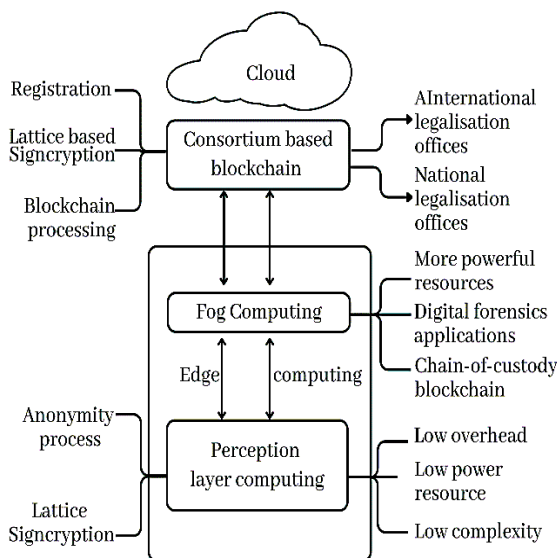 Cloud
Registration
Lattice based
Signcryption
Blockchain
processing
Consortium based
blockchain
AInternational
legalisation
offices
National
legalisation
offices
Fog Computing
More powerful
resources
Digital forensics
applications
Chain-of-custody
blockchain
Edge computing
Anonymity
process
Lattice
Signcryption
Perception
layer computing
Low overhead
Low power
resource
Low complexity